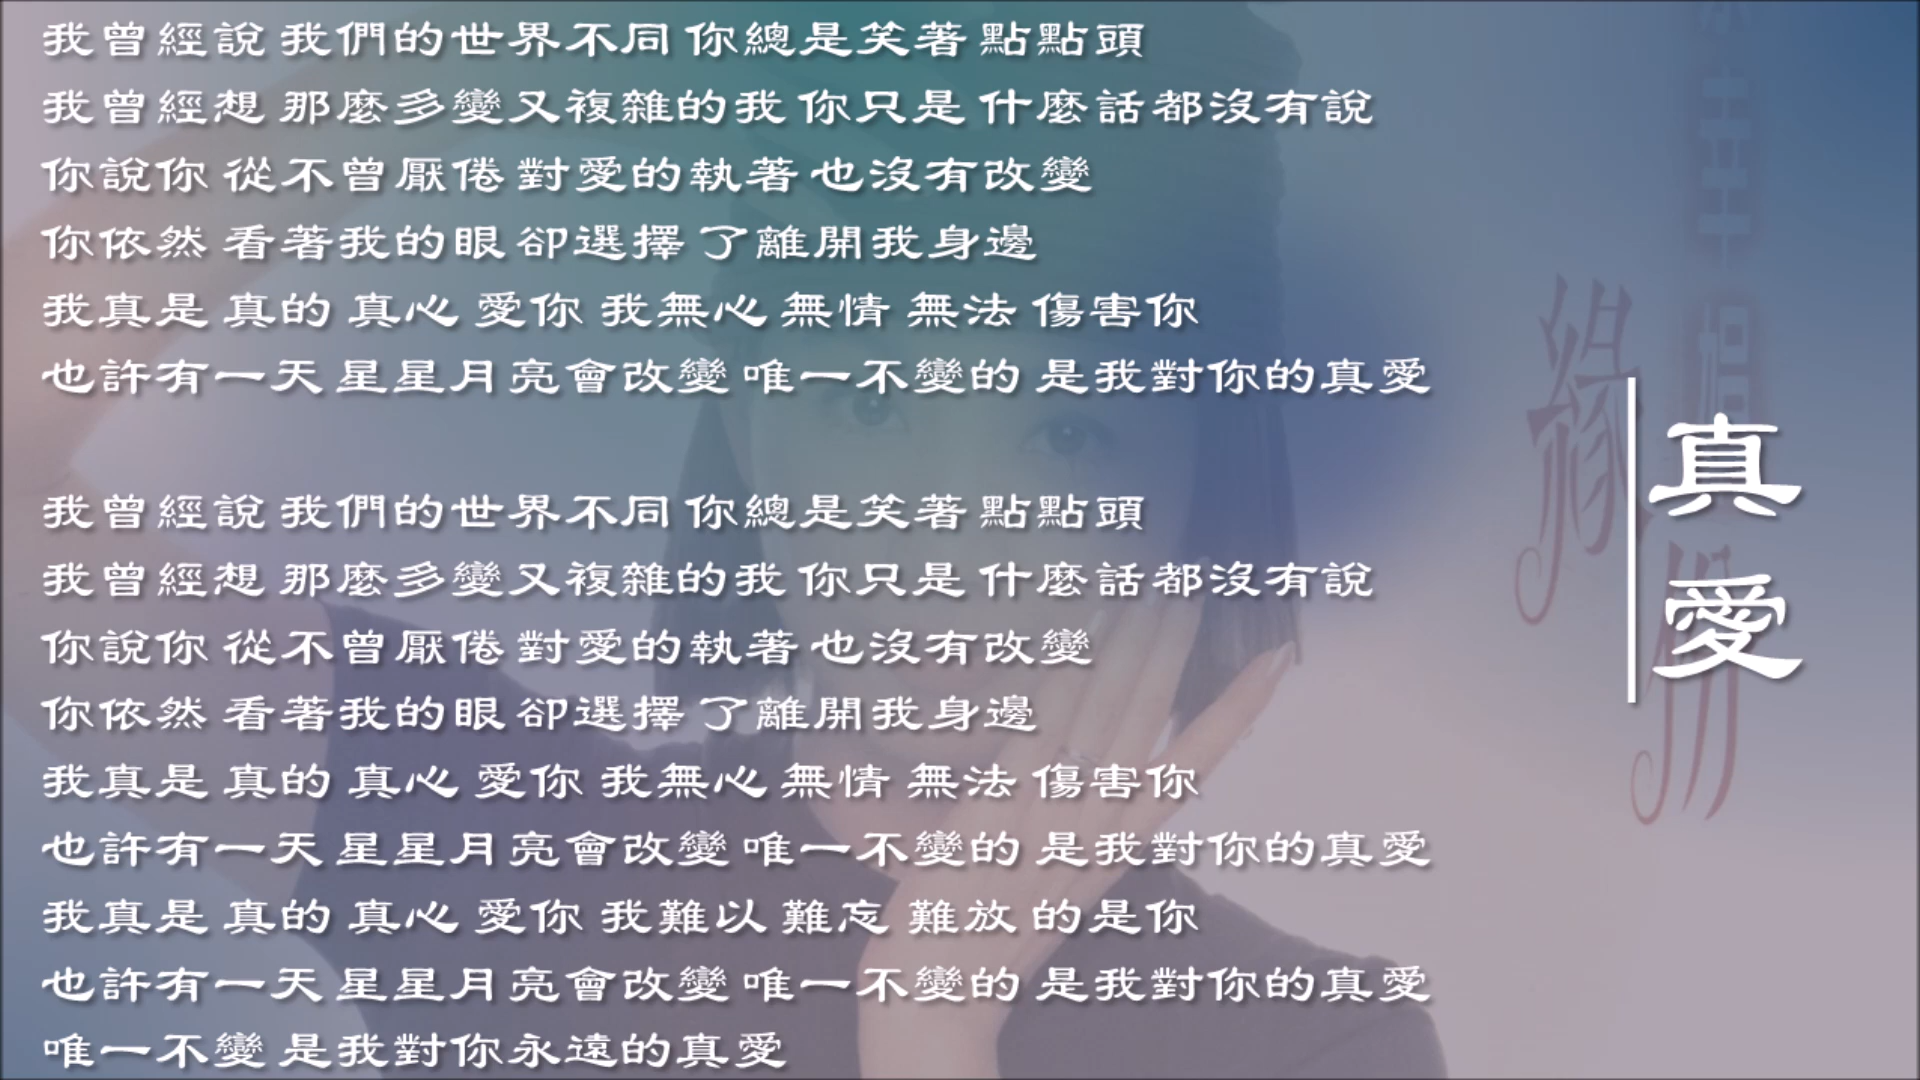 我曾經說 我們的世界不同 你總是笑著 點點頭
我曾經想 那麼多變又複雜的我 你只是 什麼話都沒有說
你說你 從不曾厭倦 對愛的執著 也沒有改變
你依然 看著我的眼 卻選擇 了離開我身邊
我真是 真的 真心 愛你 我無心 無情 無法 傷害你
也許有一天 星星月亮會改變 唯一不變的 是我對你的真愛
我曾經說 我們的世界不同 你總是笑著 點點頭
我曾經想 那麼多變又複雜的我 你只是 什麼話都沒有說
你說你 從不曾厭倦 對愛的執著 也沒有改變
你依然 看著我的眼 卻選擇 了離開我身邊
我真是 真的 真心 愛你 我無心 無情 無法 傷害你
也許有一天 星星月亮會改變 唯一不變的 是我對你的真愛
我真是 真的 真心 愛你 我難以 難忘 難放 的是你
也許有一天 星星月亮會改變 唯一不變的 是我對你的真愛
唯一不變 是我對你永遠的真愛
真愛